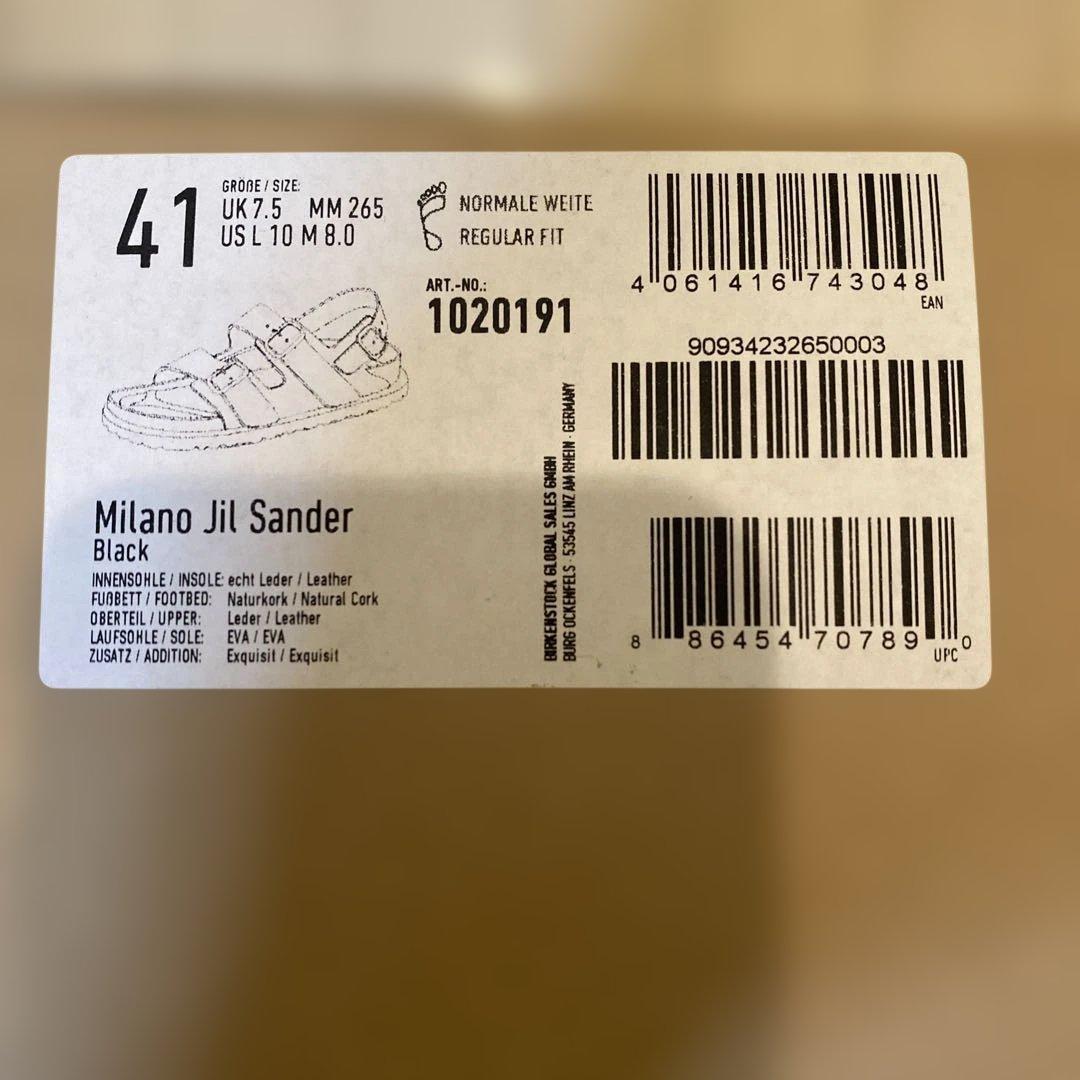 41
GRÖßE / SIZE:
UK 7.5 MM 265
US L 10 M 8.0
NORMALE WEITE
REGULAR FIT
ART.-NO.:
1020191
4 061416 743048
EAN
90934232650003
Milano Jil Sander
Black
INNENSOHLE / INSOLE: echt Leder / Leather
FUßBETT / FOOTBED: Naturkork / Natural Cork
OBERTEIL / UPPER: Leder / Leather
LAUFSOHLE / SOLE: EVA / EVA
ZUSATZ / ADDITION: Exquisit / Exquisit
BIRKENSTOCK GLOBAL SALES GMBH
BURG OCKENFELS · 53545 LINZ AM RHEIN · GERMANY
8 86454 70789 0
UPC